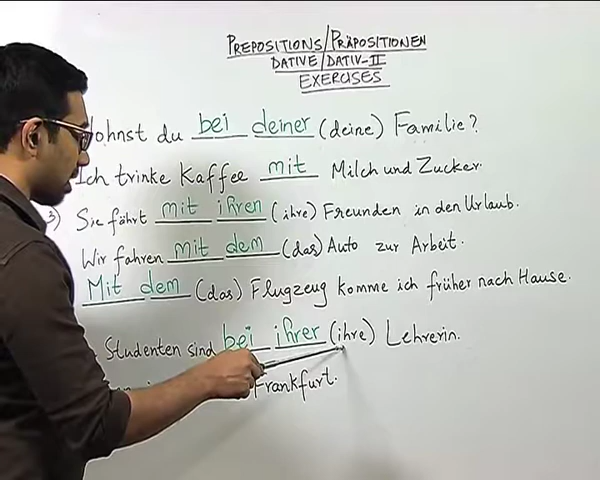 PREPOSITIONS/PRÄPOSITIONEN
DATIVE/DATIV-II
EXERCISES
ohnst du bei deiner (deine) Familie?
Ich trinke Kaffee mit Milch und Zucker.
3) Sie fährt mit ihren (ihre) Freunden in den Urlaub.
Wir fahren mit dem (das) Auto zur Arbeit.
Mit dem (das) Flugzeug komme ich früher nach Hause.
Studenten sind bei ihrer (ihre) Lehrerin.
Frankfurt.